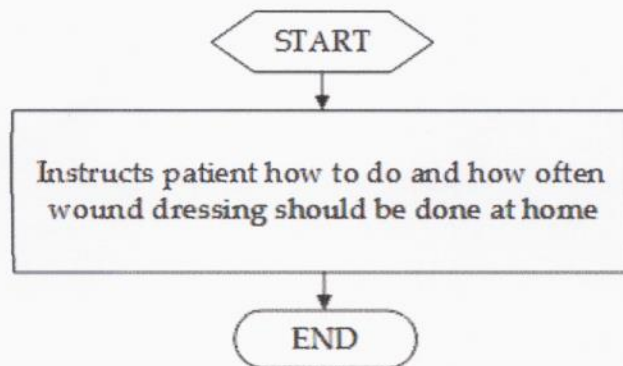 START
Instructs patient how to do and how often
wound dressing should be done at home
END